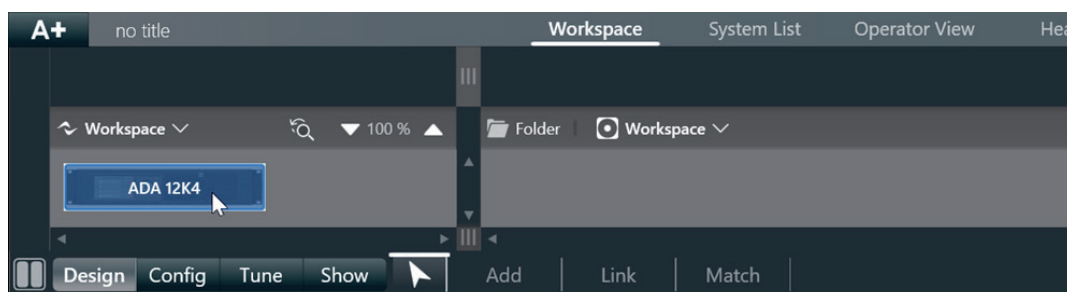 A+ no title Workspace System List Operator View Hea
Workspace 100 % Folder Workspace
ADA 12K4
Design Config Tune Show Add Link Match